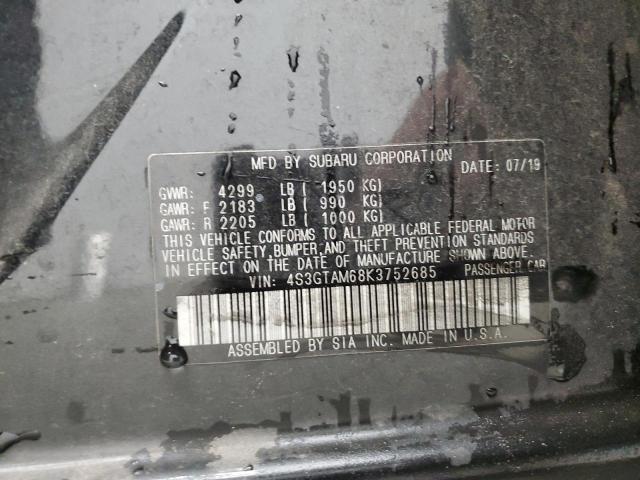 MFD BY SUBARU CORPORATION DATE: 07/19
GVWR: 4299 LB ( 1950 KG)
GAWR: F 2183 LB ( 990 KG)
GAWR: R 2205 LB ( 1000 KG)
THIS VEHICLE CONFORMS TO ALL APPLICABLE FEDERAL MOTOR
VEHICLE SAFETY, BUMPER, AND THEFT PREVENTION STANDARDS
IN EFFECT ON THE DATE OF MANUFACTURE SHOWN ABOVE.
VIN: 4S3GTAM68K3752685 PASSENGER CAR
ASSEMBLED BY SIA INC. MADE IN U.S.A.